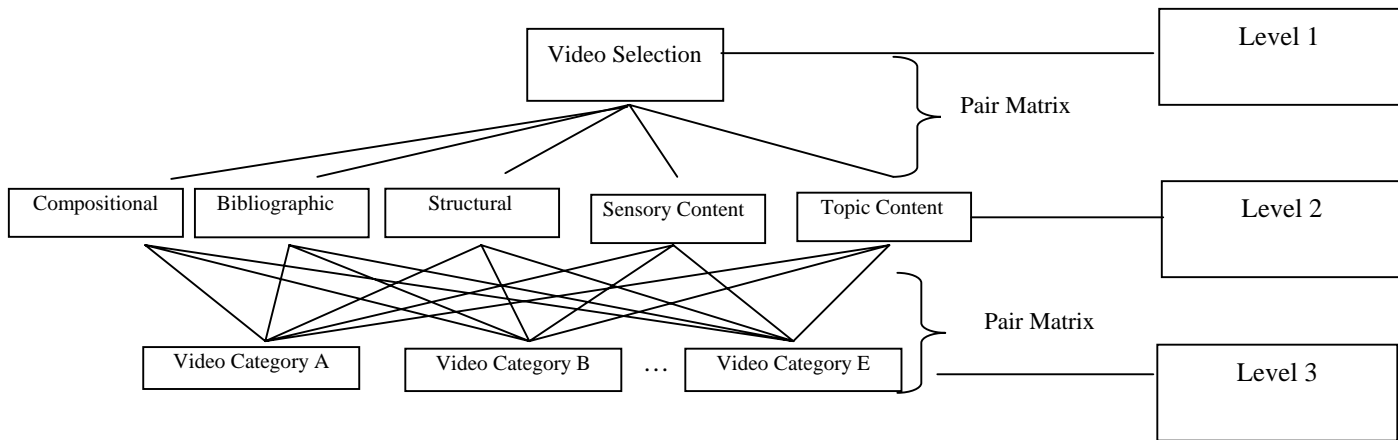 Video Selection
Level 1
Pair Matrix
Compositional
Bibliographic
Structural
Sensory Content
Topic Content
Level 2
Pair Matrix
Video Category A
Video Category B
…
Video Category E
Level 3